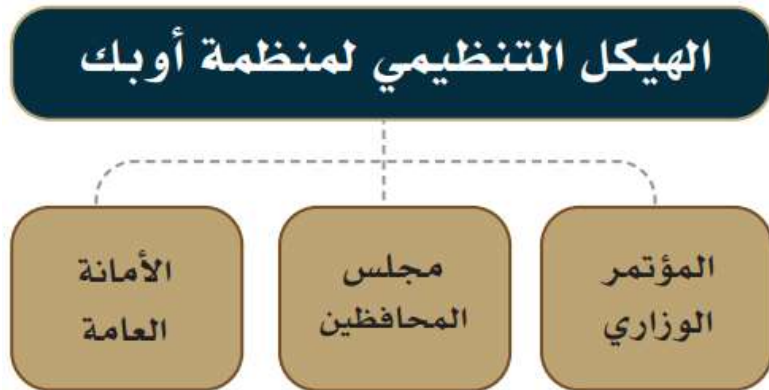 الهيكل التنظيمي لمنظمة أوبك
المؤتمر
الوزاري
مجلس
المحافظين
الأمانة
العامة